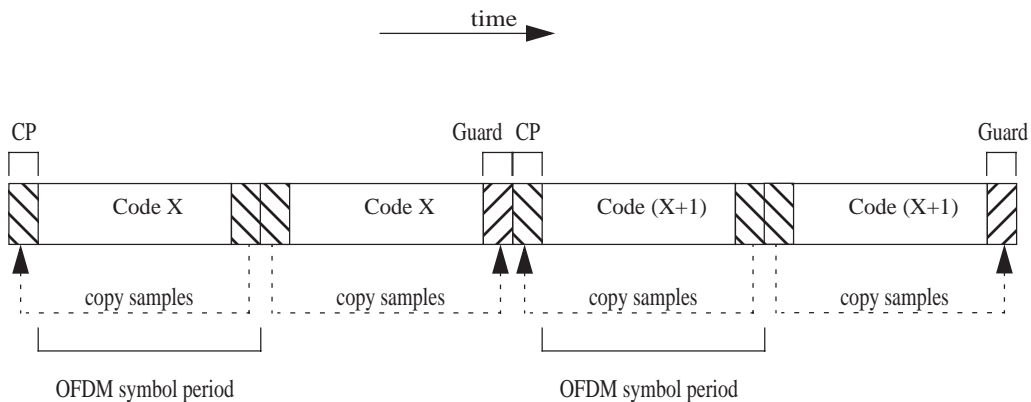 time
CP Guard CP Guard
Code X Code X Code (X+1) Code (X+1)
copy samples copy samples copy samples copy samples
OFDM symbol period OFDM symbol period